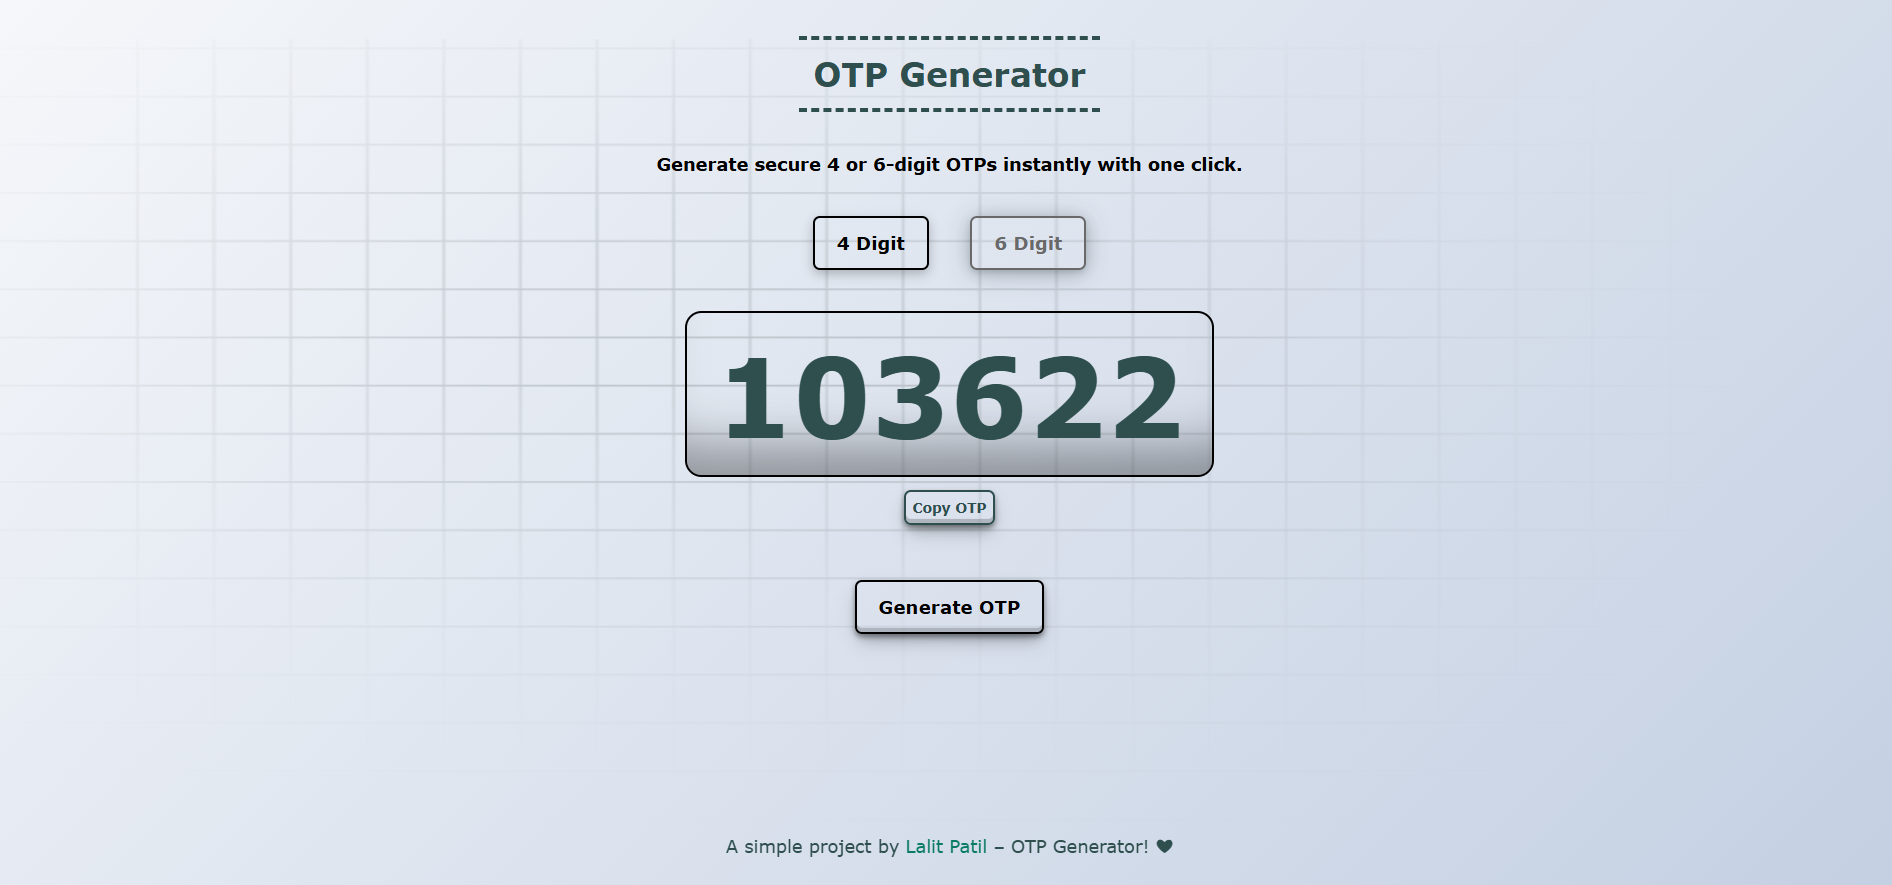 OTP Generator
Generate secure 4 or 6-digit OTPs instantly with one click.
4 Digit 6 Digit
103622
Copy OTP
Generate OTP
A simple project by Lalit Patil – OTP Generator! ♥